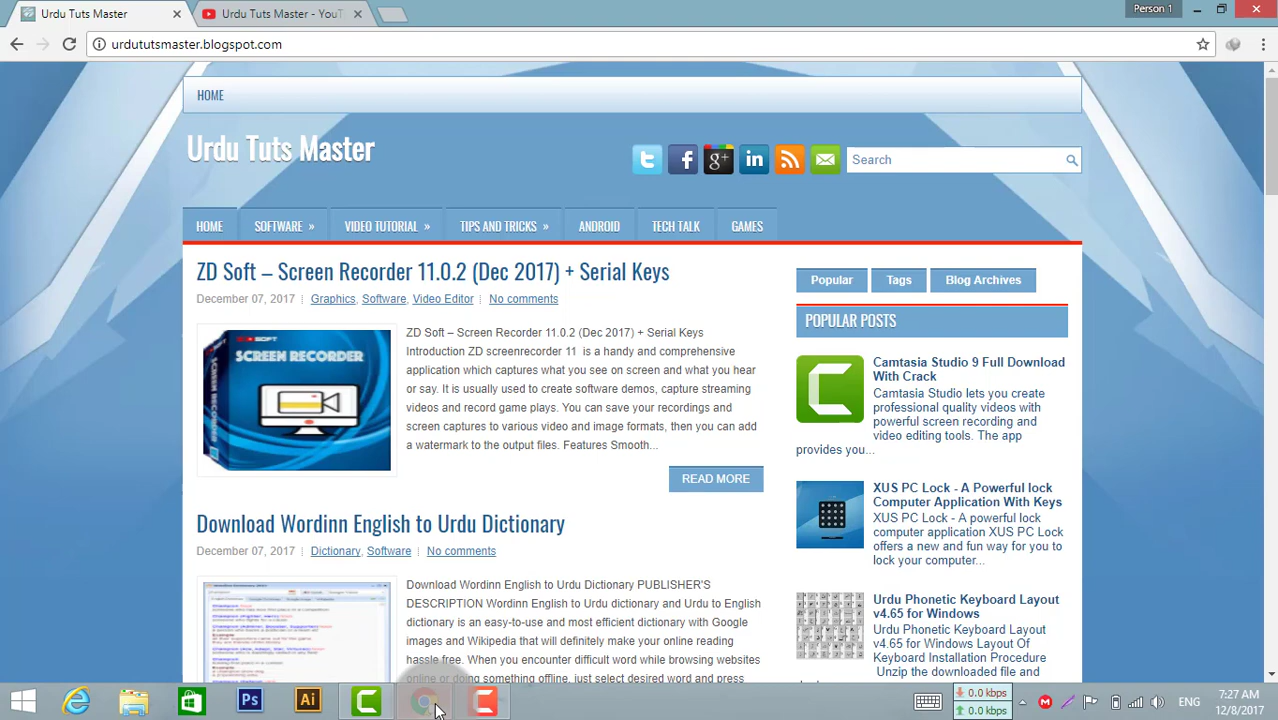 Urdu Tuts Master
Urdu Tuts Master - YouT
Person 1
urdututsmaster.blogspot.com
HOME
Urdu Tuts Master
Search
HOME
SOFTWARE »
VIDEO TUTORIAL »
TIPS AND TRICKS »
ANDROID
TECH TALK
GAMES
ZD Soft – Screen Recorder 11.0.2 (Dec 2017) + Serial Keys
December 07, 2017
Graphics, Software, Video Editor
No comments
SCREEN RECORDER
ZD Soft – Screen Recorder 11.0.2 (Dec 2017) + Serial Keys
Introduction ZD screenrecorder 11 is a handy and comprehensive
application which captures what you see on screen and what you hear
or say. It is usually used to create software demos, capture streaming
videos and record game plays. You can save your recordings and
screen captures to various video and image formats, then you can add
a watermark to the output files. Features Smooth...
READ MORE
Download Wordinn English to Urdu Dictionary
December 07, 2017
Dictionary, Software
No comments
Download Wordinn English to Urdu Dictionary PUBLISHER'S
DESCRIPTION Wordinn English to Urdu dictionary and Urdu to English
dictionary is an easy-to-use and most efficient dictionary with Google
Images and Wikis that will definitely make your online reading
hassle free. When you encounter difficult word when browsing websites
online or doing something offline, just select desired word and press
Popular
Tags
Blog Archives
POPULAR POSTS
Camtasia Studio 9 Full Download
With Crack
Camtasia Studio lets you create
professional quality videos with
powerful screen recording and
video editing tools. The app
provides you...
XUS PC Lock - A Powerful lock
Computer Application With Keys
XUS PC Lock - A powerful lock
computer application XUS PC Lock
offers a new and fun way for you to
lock your computer...
Urdu Phonetic Keyboard Layout
v4.65 for Windows
Urdu Phonetic Keyboard Layout
v4.65 for Windows Layout Of
Keyboard Installation Procedure
Unzip the downloaded file and
Ps
Ai
0.0 kbps
0.0 kbps
ENG
7:27 AM
12/8/2017